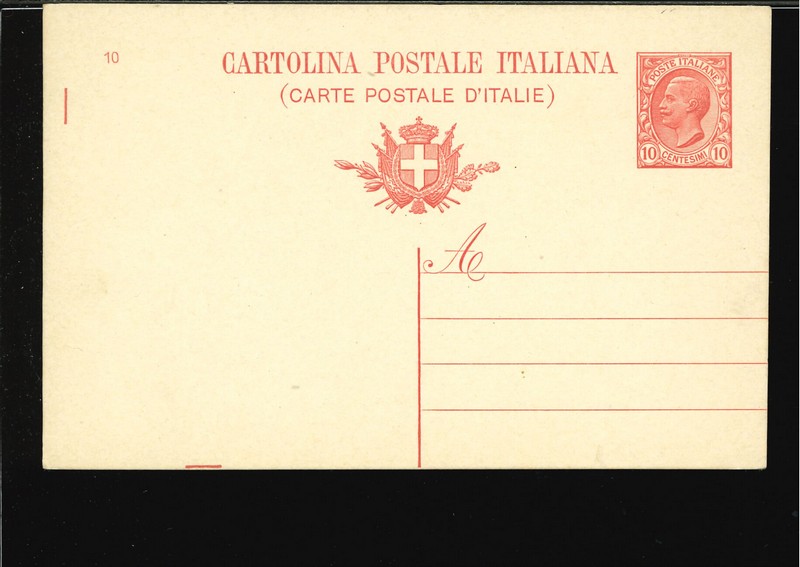 10
CARTOLINA POSTALE ITALIANA
(CARTE POSTALE D'ITALIE)
POSTE ITALIANE
10 CENTESIMI 10
A